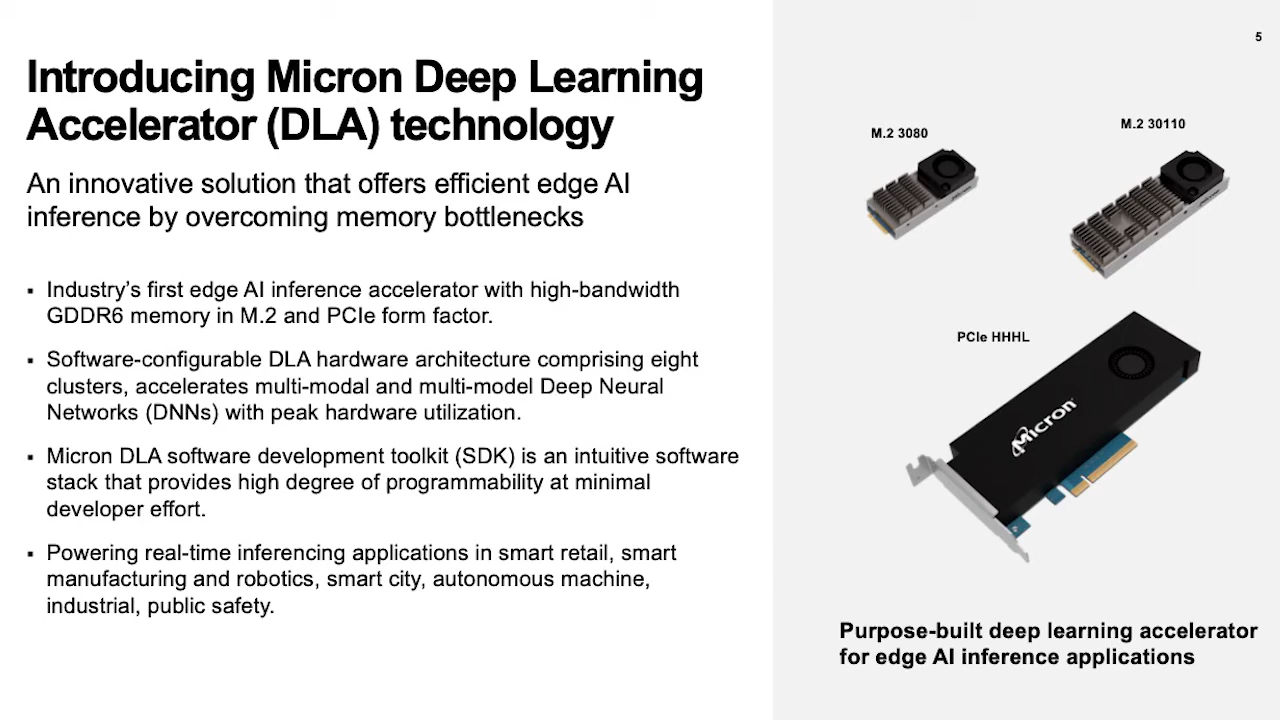 5
Introducing Micron Deep Learning
Accelerator (DLA) technology
An innovative solution that offers efficient edge AI
inference by overcoming memory bottlenecks
▪ Industry’s first edge AI inference accelerator with high-bandwidth
GDDR6 memory in M.2 and PCIe form factor.
▪ Software-configurable DLA hardware architecture comprising eight
clusters, accelerates multi-modal and multi-model Deep Neural
Networks (DNNs) with peak hardware utilization.
▪ Micron DLA software development toolkit (SDK) is an intuitive software
stack that provides high degree of programmability at minimal
developer effort.
▪ Powering real-time inferencing applications in smart retail, smart
manufacturing and robotics, smart city, autonomous machine,
industrial, public safety.
M.2 3080
M.2 30110
PCIe HHHL
Micron
Purpose-built deep learning accelerator
for edge AI inference applications